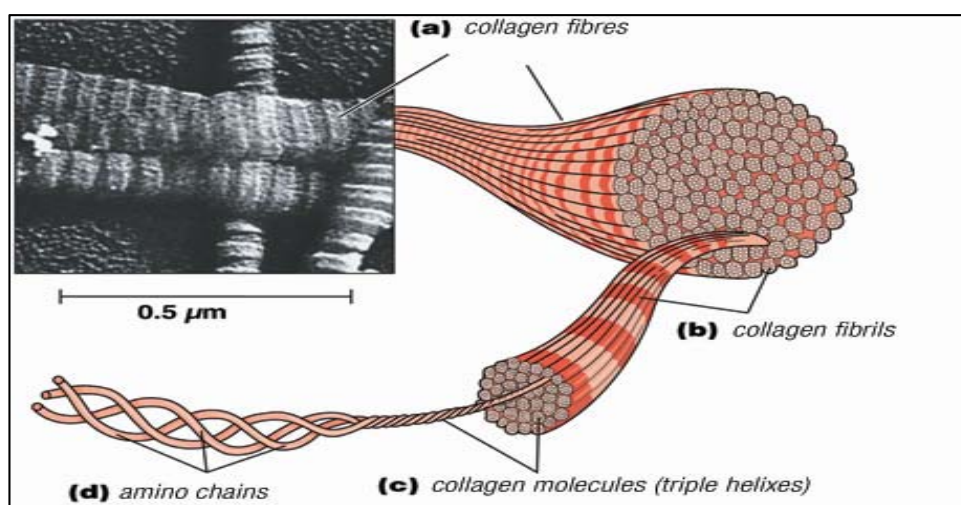 (a) collagen fibres
0.5 µm
(b) collagen fibrils
(c) collagen molecules (triple helixes)
(d) amino chains